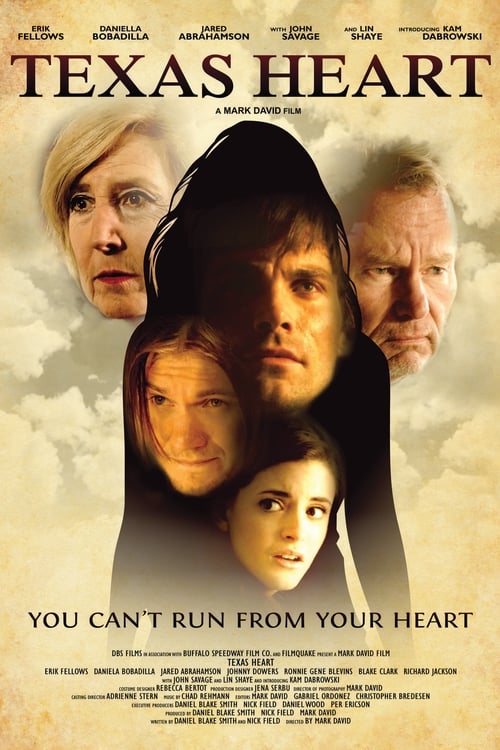 ERIK FELLOWS DANIELLA BOBADILLA JARED ABRAHAMSON WITH JOHN SAVAGE AND LIN SHAYE INTRODUCING KAM DABROWSKI
TEXAS HEART
A MARK DAVID FILM
YOU CAN'T RUN FROM YOUR HEART
DBS FILMS IN ASSOCIATION WITH BUFFALO SPEEDWAY FILM CO. AND FILMQUAKE PRESENT A MARK DAVID FILM
TEXAS HEART
ERIK FELLOWS DANIELA BOBADILLA JARED ABRAHAMSON JOHNNY DOWERS RONNIE GENE BLEVINS BLAKE CLARK RICHARD JACKSON
WITH JOHN SAVAGE AND LIN SHAYE AND INTRODUCING KAM DABROWSKI
COSTUME DESIGNER REBECCA BERTOT PRODUCTION DESIGNER JENA SERBU DIRECTOR OF PHOTOGRAPHY MARK DAVID
CASTING DIRECTOR ADRIENNE STERN MUSIC BY CHAD REHMANN EDITORS MARK DAVID GABRIEL ORDONEZ CHRISTOPHER BREDESEN
EXECUTIVE PRODUCERS DANIEL BLAKE SMITH NICK FIELD DANIEL WOOD PER ERICSON
PRODUCED BY DANIEL BLAKE SMITH NICK FIELD MARK DAVID
WRITTEN BY DANIEL BLAKE SMITH AND NICK FIELD DIRECTED BY MARK DAVID